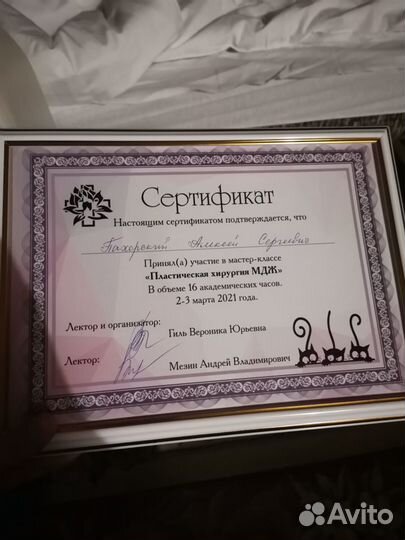 Сертификат
Настоящим сертификатом подтверждается, что
Пахорский Алексей Сергеевич
Принял(а) участие в мастер-классе
«Пластическая хирургия МДЖ»
В объеме 16 академических часов.
2-3 марта 2021 года.
Лектор и организатор: Гиль Вероника Юрьевна
Лектор: Мезин Андрей Владимирович
Avito